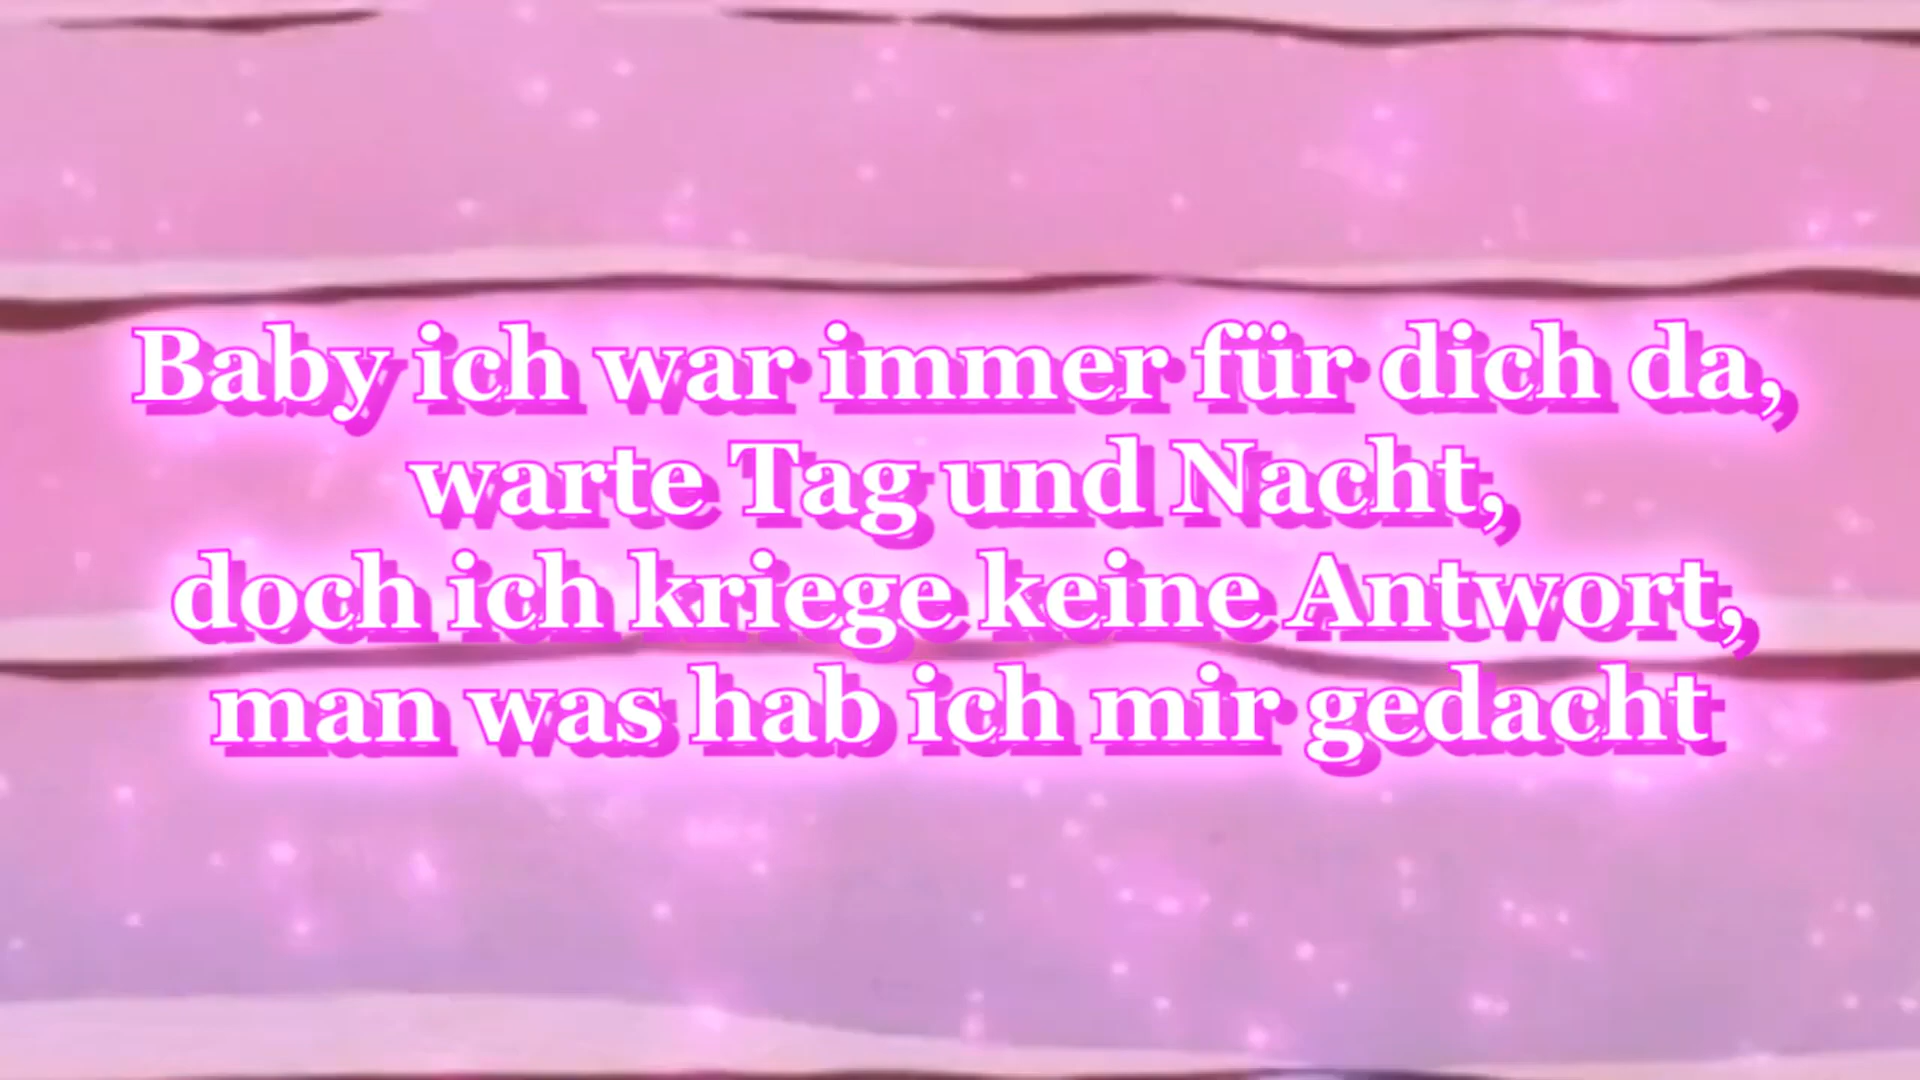 Baby ich war immer für dich da,
warte Tag und Nacht,
doch ich kriege keine Antwort,
man was hab ich mir gedacht